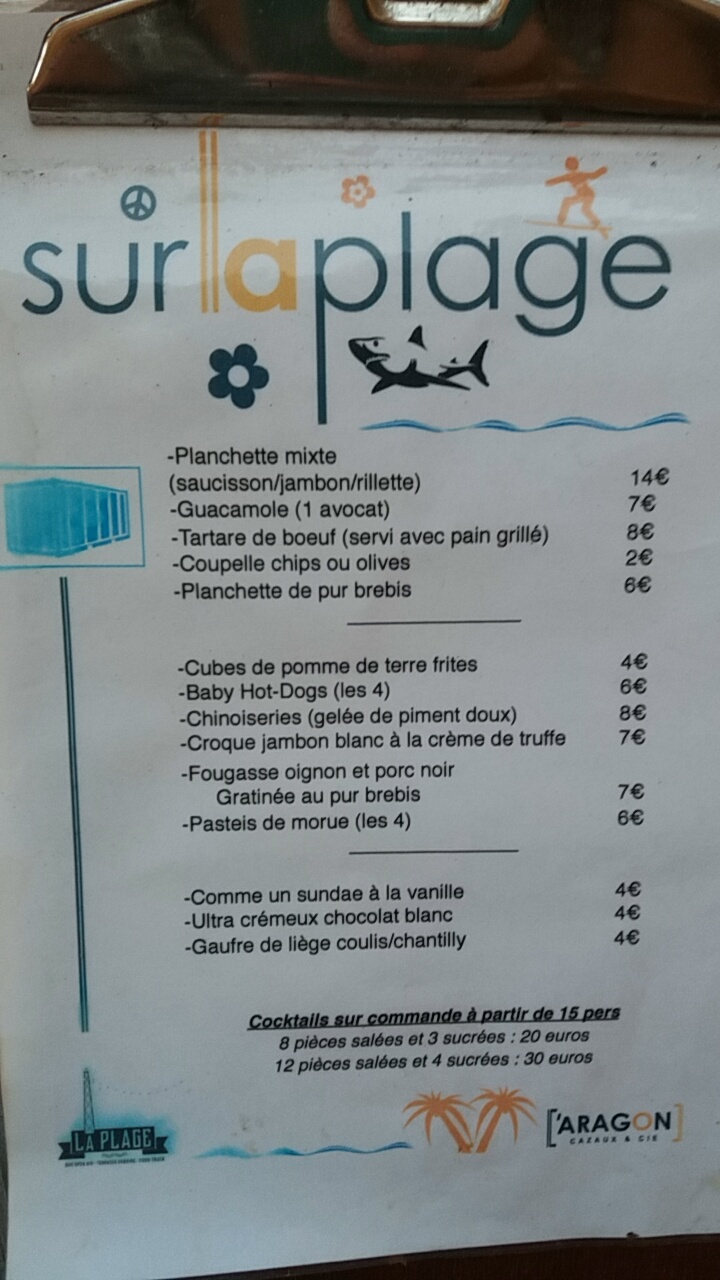 sur la plage
-Planchette mixte
(saucisson/jambon/rillette) 14€
-Guacamole (1 avocat) 7€
-Tartare de boeuf (servi avec pain grillé) 8€
-Coupelle chips ou olives 2€
-Planchette de pur brebis 6€
-Cubes de pomme de terre frites 4€
-Baby Hot-Dogs (les 4) 6€
-Chinoiseries (gelée de piment doux) 8€
-Croque jambon blanc à la crème de truffe 7€
-Fougasse oignon et porc noir
Gratinée au pur brebis 7€
-Pasteis de morue (les 4) 6€
-Comme un sundae à la vanille 4€
-Ultra crémeux chocolat blanc 4€
-Gaufre de liège coulis/chantilly 4€
Cocktails sur commande à partir de 15 pers
8 pièces salées et 3 sucrées : 20 euros
12 pièces salées et 4 sucrées : 30 euros
LA PLAGE
['ARAGON]
CAZAUX & CIE